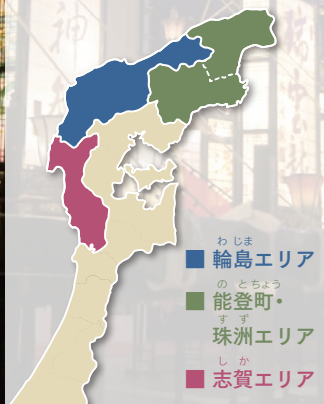 わじま
■ 輪島エリア
のとちょう
■ 能登町・
すず
珠洲エリア
しか
■ 志賀エリア